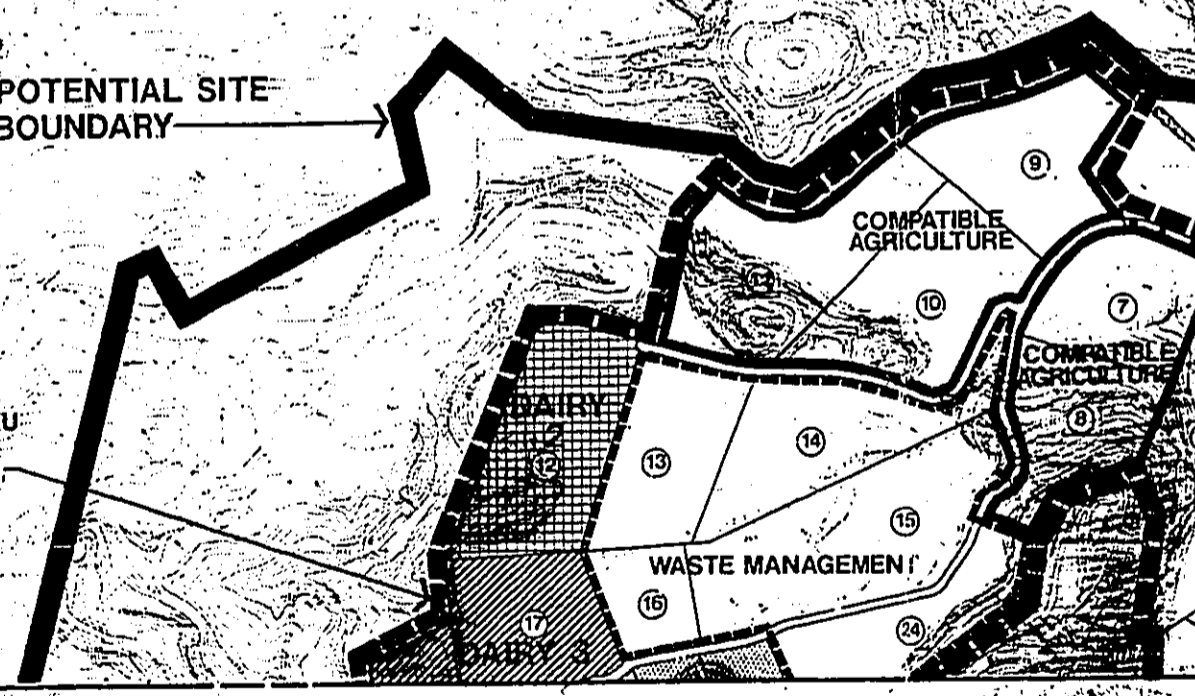 POTENTIAL SITE
BOUNDARY
9
COMPATIBLE
AGRICULTURE
11
10
7
COMPATIBLE
AGRICULTURE
8
U
DAIRY
2
12
13
14
15
WASTE MANAGEMENT
16
17
DAIRY 3
24